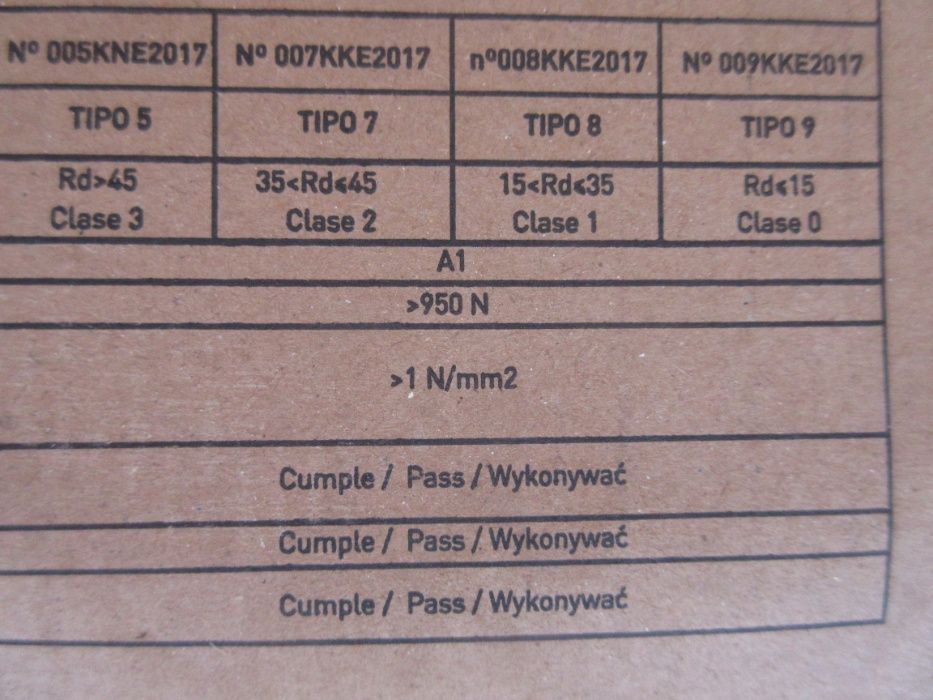 Nº 005KNE2017 Nº 007KKE2017 nº008KKE2017 Nº 009KKE2017
TIPO 5 TIPO 7 TIPO 8 TIPO 9
Rd>45 35<Rd⩽45 15<Rd⩽35 Rd⩽15
Clase 3 Clase 2 Clase 1 Clase 0
A1
>950 N
>1 N/mm2
Cumple / Pass / Wykonywać
Cumple / Pass / Wykonywać
Cumple / Pass / Wykonywać